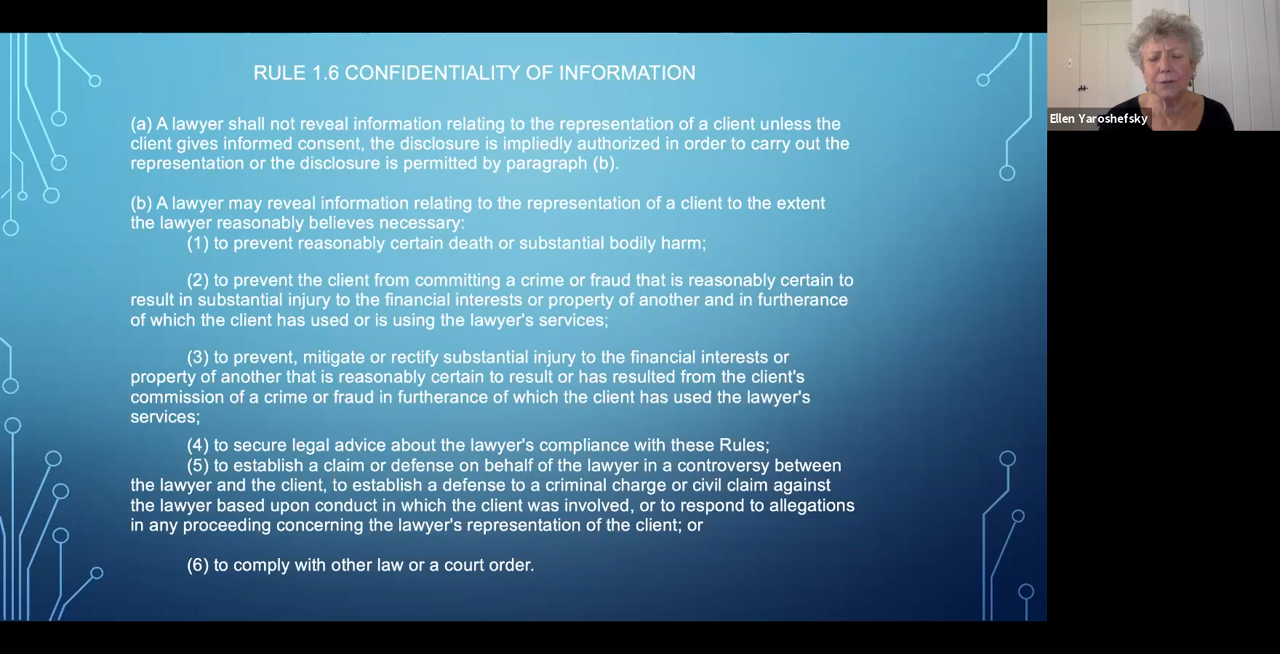 RULE 1.6 CONFIDENTIALITY OF INFORMATION
(a) A lawyer shall not reveal information relating to the representation of a client unless the
client gives informed consent, the disclosure is impliedly authorized in order to carry out the
representation or the disclosure is permitted by paragraph (b).
(b) A lawyer may reveal information relating to the representation of a client to the extent
the lawyer reasonably believes necessary:
(1) to prevent reasonably certain death or substantial bodily harm;
(2) to prevent the client from committing a crime or fraud that is reasonably certain to
result in substantial injury to the financial interests or property of another and in furtherance
of which the client has used or is using the lawyer's services;
(3) to prevent, mitigate or rectify substantial injury to the financial interests or
property of another that is reasonably certain to result or has resulted from the client's
commission of a crime or fraud in furtherance of which the client has used the lawyer's
services;
(4) to secure legal advice about the lawyer's compliance with these Rules;
(5) to establish a claim or defense on behalf of the lawyer in a controversy between
the lawyer and the client, to establish a defense to a criminal charge or civil claim against
the lawyer based upon conduct in which the client was involved, or to respond to allegations
in any proceeding concerning the lawyer's representation of the client; or
(6) to comply with other law or a court order.
Ellen Yaroshefsky